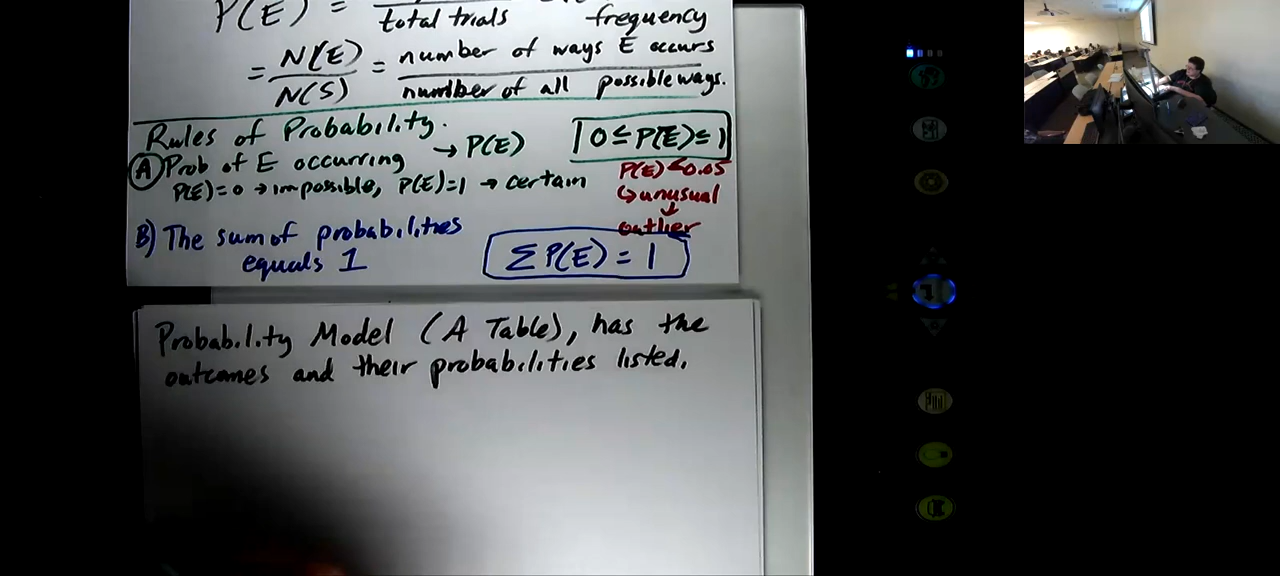 P(E) = total trials frequency
= N(E)/N(S) = number of ways E occurs / number of all possible ways.
Rules of Probability.
(A) Prob of E occurring → P(E) 0 ≤ P(E) ≤ 1
P(E)=0 → impossible, P(E)=1 → certain
P(E) < 0.05
↳ unusual
↓
outlier
B) The sum of probabilities
equals 1 Σ P(E) = 1
Probability Model (A Table), has the
outcomes and their probabilities listed.